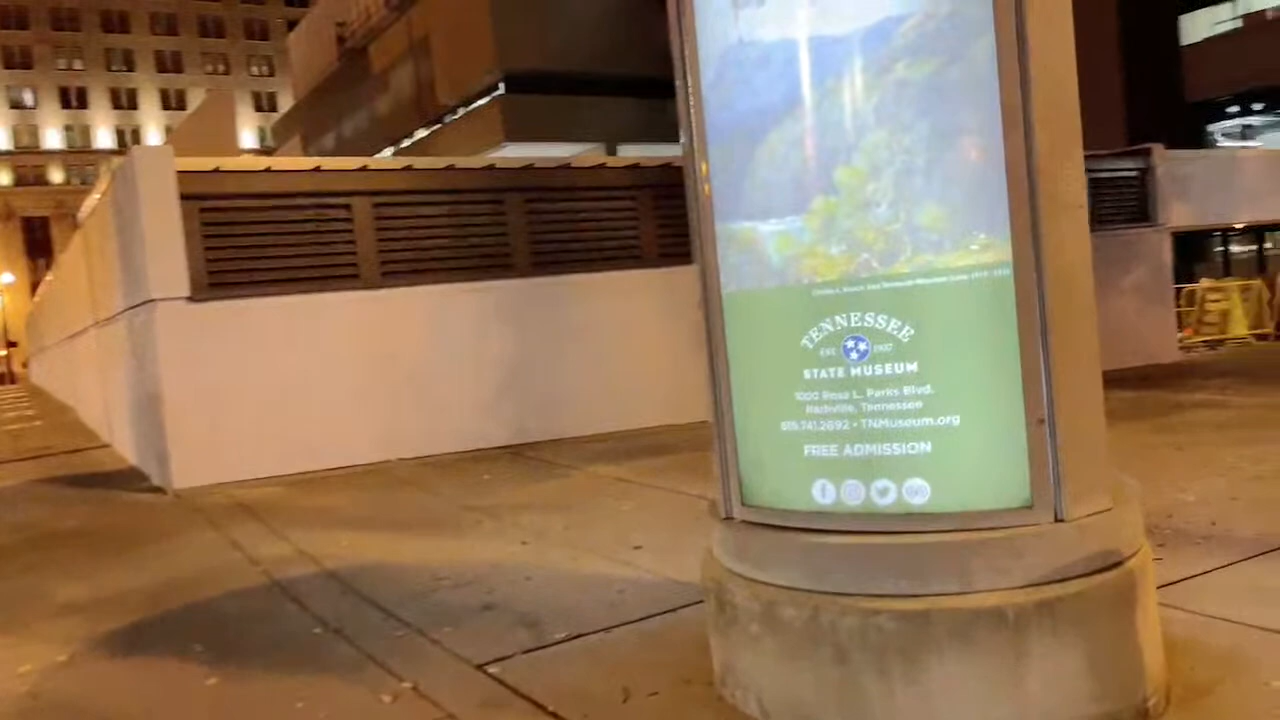 TENNESSEE
EST. 1937
STATE MUSEUM
1000 Rosa L. Parks Blvd.
Nashville, Tennessee
615.741.2692 • TNMuseum.org
FREE ADMISSION